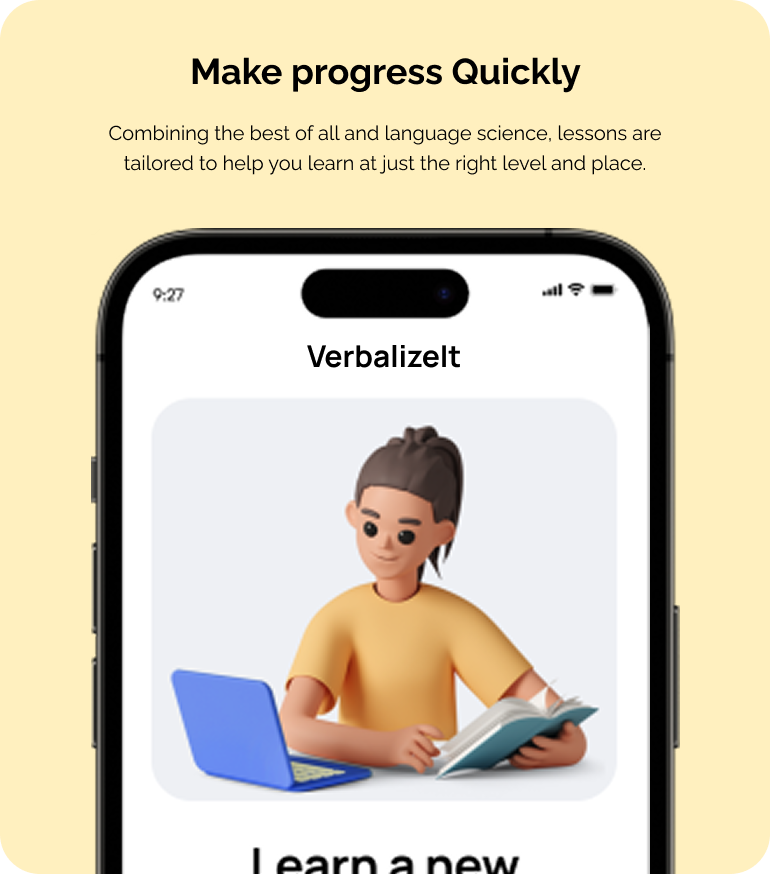 Make progress Quickly
Combining the best of all and language science, lessons are
tailored to help you learn at just the right level and place.
9:27
VerbalizeIt
Learn a new